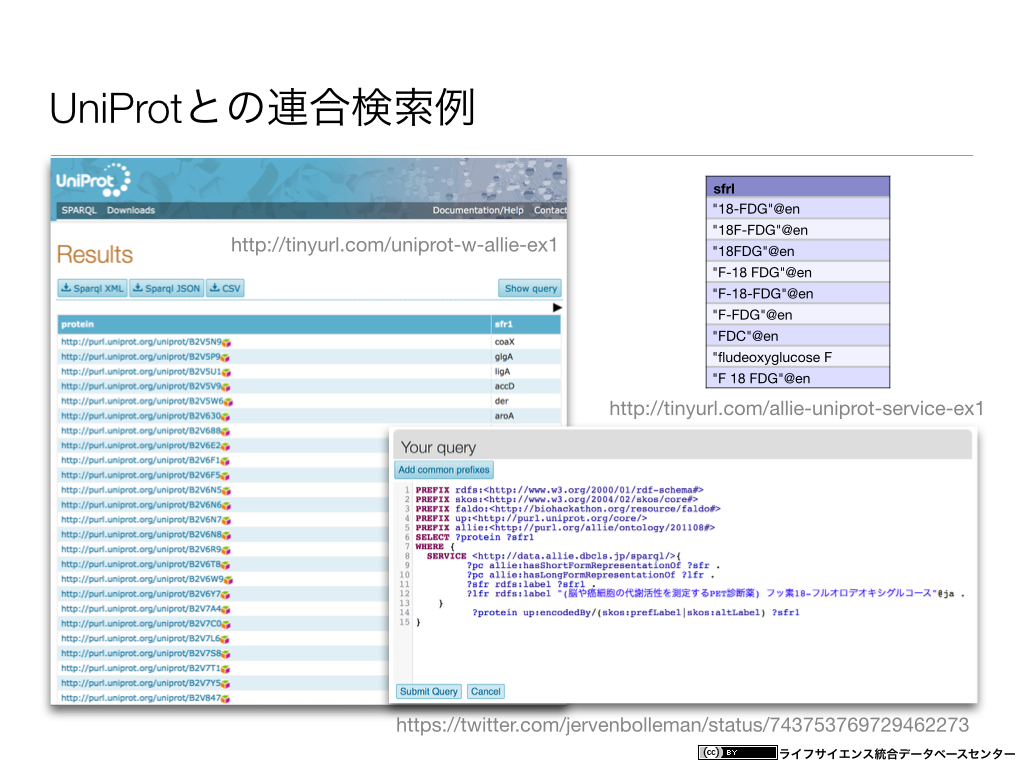 UniProtとの連合検索例
UniProt
SPARQL Downloads Documentation/Help Contact
Results
http://tinyurl.com/uniprot-w-allie-ex1
Sparql XML Sparql JSON CSV Show query
protein sfr1
http://purl.uniprot.org/uniprot/B2V5N9 coaX
http://purl.uniprot.org/uniprot/B2V5P9 glgA
http://purl.uniprot.org/uniprot/B2V5U1 ligA
http://purl.uniprot.org/uniprot/B2V5V9 accD
http://purl.uniprot.org/uniprot/B2V5W6 der
http://purl.uniprot.org/uniprot/B2V630 aroA
http://purl.uniprot.org/uniprot/B2V688
http://purl.uniprot.org/uniprot/B2V6E2
http://purl.uniprot.org/uniprot/B2V6F1
http://purl.uniprot.org/uniprot/B2V6F5
http://purl.uniprot.org/uniprot/B2V6N5
http://purl.uniprot.org/uniprot/B2V6N6
http://purl.uniprot.org/uniprot/B2V6N7
http://purl.uniprot.org/uniprot/B2V6N8
http://purl.uniprot.org/uniprot/B2V6R9
http://purl.uniprot.org/uniprot/B2V6T8
http://purl.uniprot.org/uniprot/B2V6W9
http://purl.uniprot.org/uniprot/B2V6Y7
http://purl.uniprot.org/uniprot/B2V7A4
http://purl.uniprot.org/uniprot/B2V7C0
http://purl.uniprot.org/uniprot/B2V7L6
http://purl.uniprot.org/uniprot/B2V7S8
http://purl.uniprot.org/uniprot/B2V7T1
http://purl.uniprot.org/uniprot/B2V7Y5
http://purl.uniprot.org/uniprot/B2V847
sfrl
"18-FDG"@en
"18F-FDG"@en
"18FDG"@en
"F-18 FDG"@en
"F-18-FDG"@en
"F-FDG"@en
"FDC"@en
"fludeoxyglucose F
"F 18 FDG"@en
http://tinyurl.com/allie-uniprot-service-ex1
Your query
Add common prefixes
1 PREFIX rdfs:<http://www.w3.org/2000/01/rdf-schema#>
2 PREFIX skos:<http://www.w3.org/2004/02/skos/core#>
3 PREFIX faldo:<http://biohackathon.org/resource/faldo#>
4 PREFIX up:<http://purl.uniprot.org/core/>
5 PREFIX allie:<http://purl.org/allie/ontology/201108#>
6 SELECT ?protein ?sfr1
7 WHERE {
8 SERVICE <http://data.allie.dbcls.jp/sparql/>{
9 ?pc allie:hasShortFormRepresentationOf ?sfr .
10 ?pc allie:hasLongFormRepresentationOf ?lfr .
11 ?sfr rdfs:label ?sfr1 .
12 ?lfr rdfs:label "(脳や癌細胞の代謝活性を測定するPET診断薬) フッ素18-フルオロデオキシグルコース"@ja .
13 }
14 ?protein up:encodedBy/(skos:prefLabel|skos:altLabel) ?sfr1
15 }
Submit Query Cancel
https://twitter.com/jervenbolleman/status/743753769729462273
(cc) BY ライフサイエンス統合データベースセンター